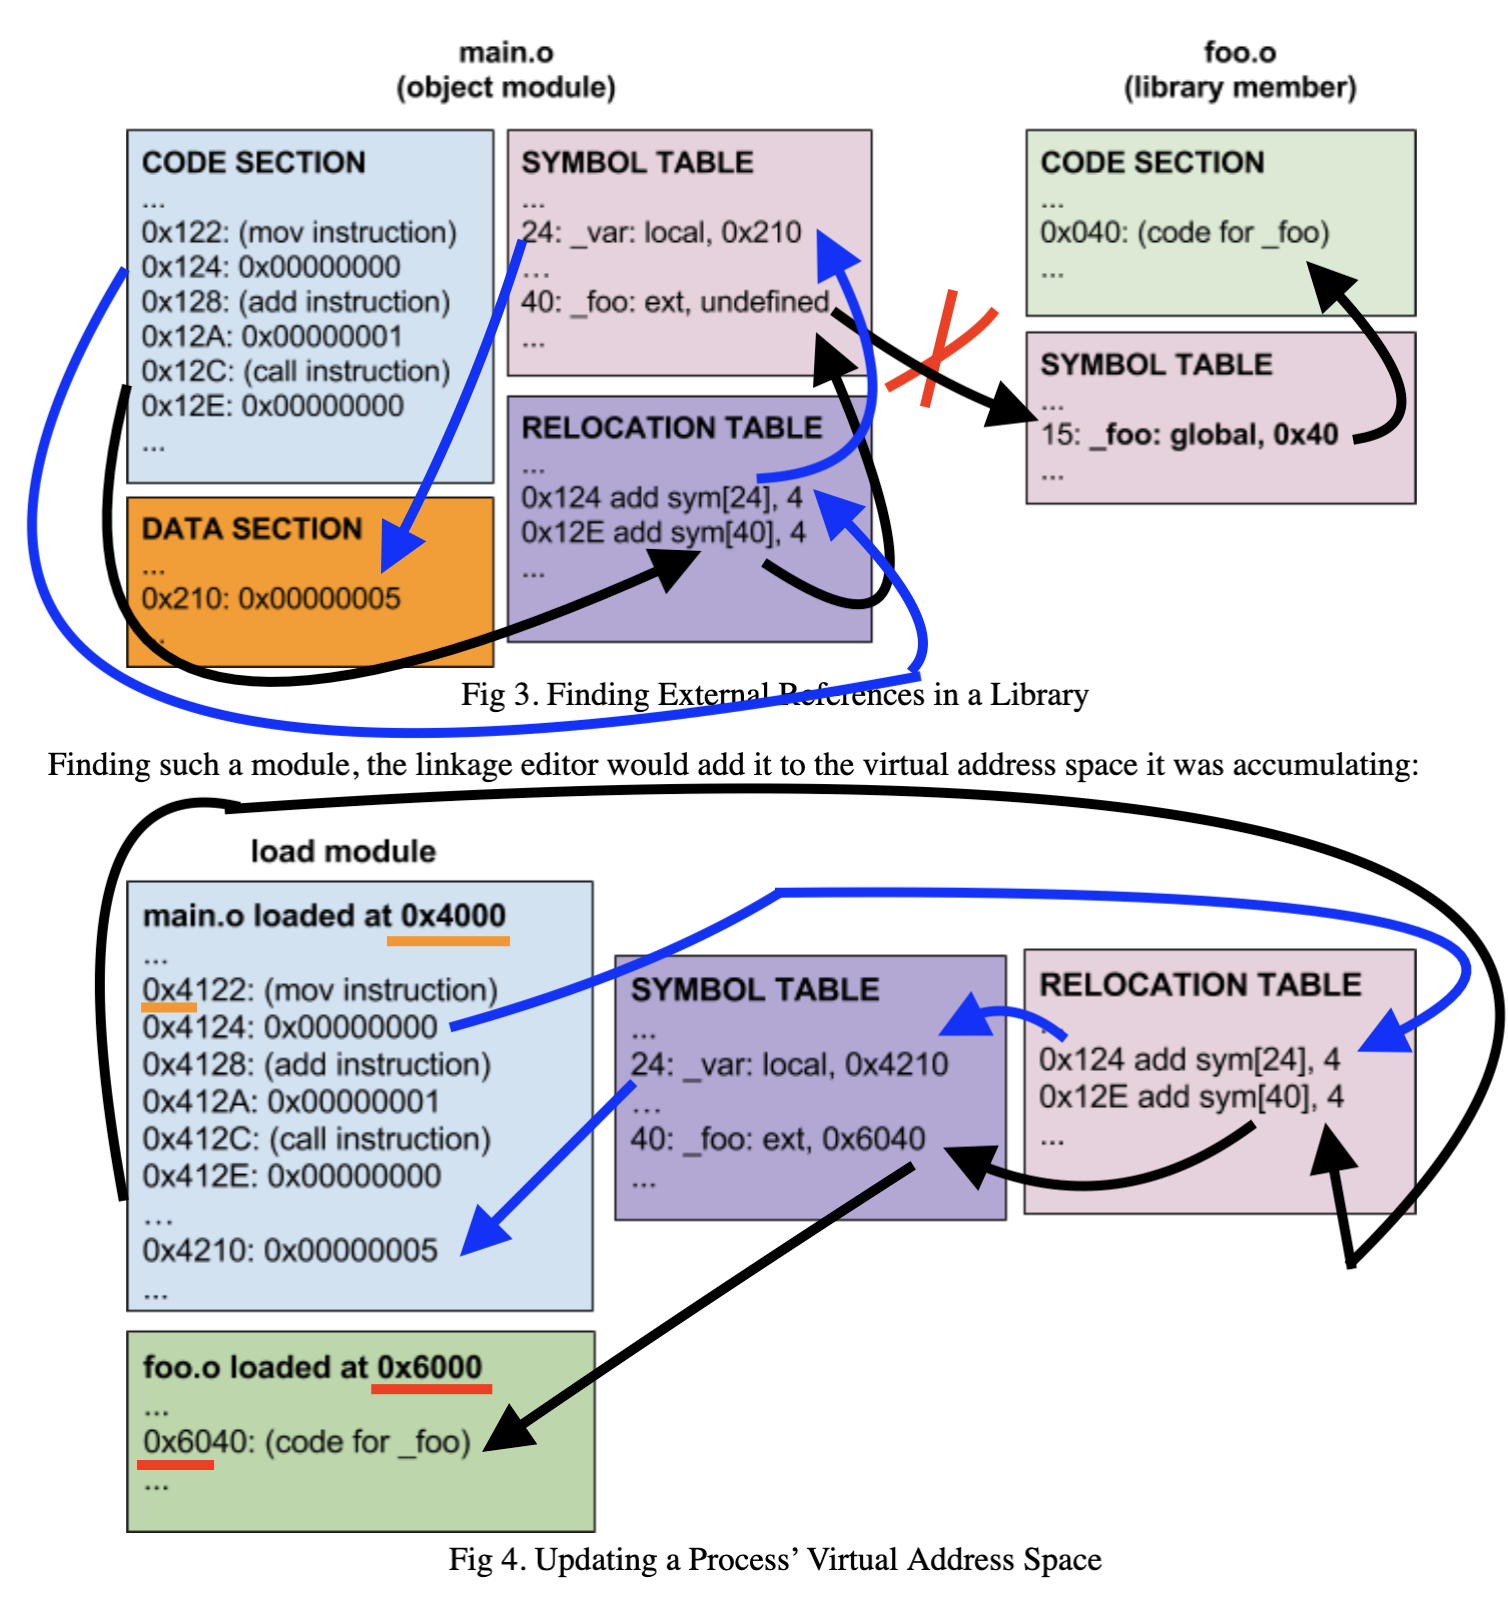 main.o
(object module)
foo.o
(library member)
CODE SECTION
...
0x122: (mov instruction)
0x124: 0x00000000
0x128: (add instruction)
0x12A: 0x00000001
0x12C: (call instruction)
0x12E: 0x00000000
...
DATA SECTION
...
0x210: 0x00000005
...
SYMBOL TABLE
...
24: _var: local, 0x210
...
40: _foo: ext, undefined
...
RELOCATION TABLE
...
0x124 add sym[24], 4
0x12E add sym[40], 4
...
CODE SECTION
...
0x040: (code for _foo)
...
SYMBOL TABLE
...
15: _foo: global, 0x40
...
Fig 3. Finding External References in a Library
Finding such a module, the linkage editor would add it to the virtual address space it was accumulating:
load module
main.o loaded at 0x4000
...
0x4122: (mov instruction)
0x4124: 0x00000000
0x4128: (add instruction)
0x412A: 0x00000001
0x412C: (call instruction)
0x412E: 0x00000000
...
0x4210: 0x00000005
...
foo.o loaded at 0x6000
...
0x6040: (code for _foo)
...
SYMBOL TABLE
...
24: _var: local, 0x4210
...
40: _foo: ext, 0x6040
...
RELOCATION TABLE
...
0x124 add sym[24], 4
0x12E add sym[40], 4
...
Fig 4. Updating a Process’ Virtual Address Space